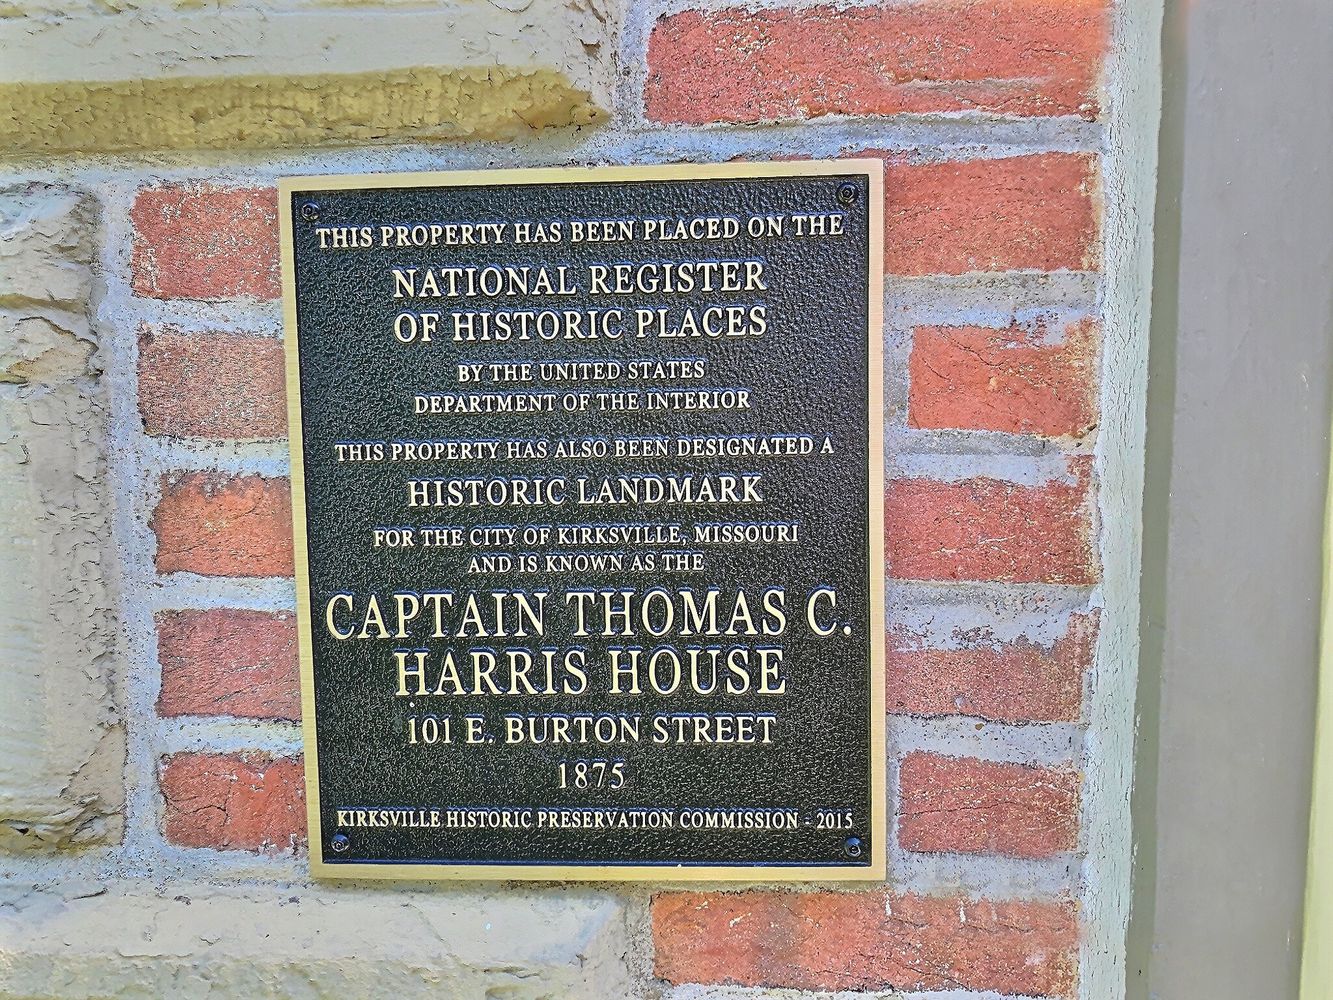 THIS PROPERTY HAS BEEN PLACED ON THE
NATIONAL REGISTER
OF HISTORIC PLACES
BY THE UNITED STATES
DEPARTMENT OF THE INTERIOR
THIS PROPERTY HAS ALSO BEEN DESIGNATED A
HISTORIC LANDMARK
FOR THE CITY OF KIRKSVILLE, MISSOURI
AND IS KNOWN AS THE
CAPTAIN THOMAS C.
HARRIS HOUSE
101 E. BURTON STREET
1875
KIRKSVILLE HISTORIC PRESERVATION COMMISSION - 2015